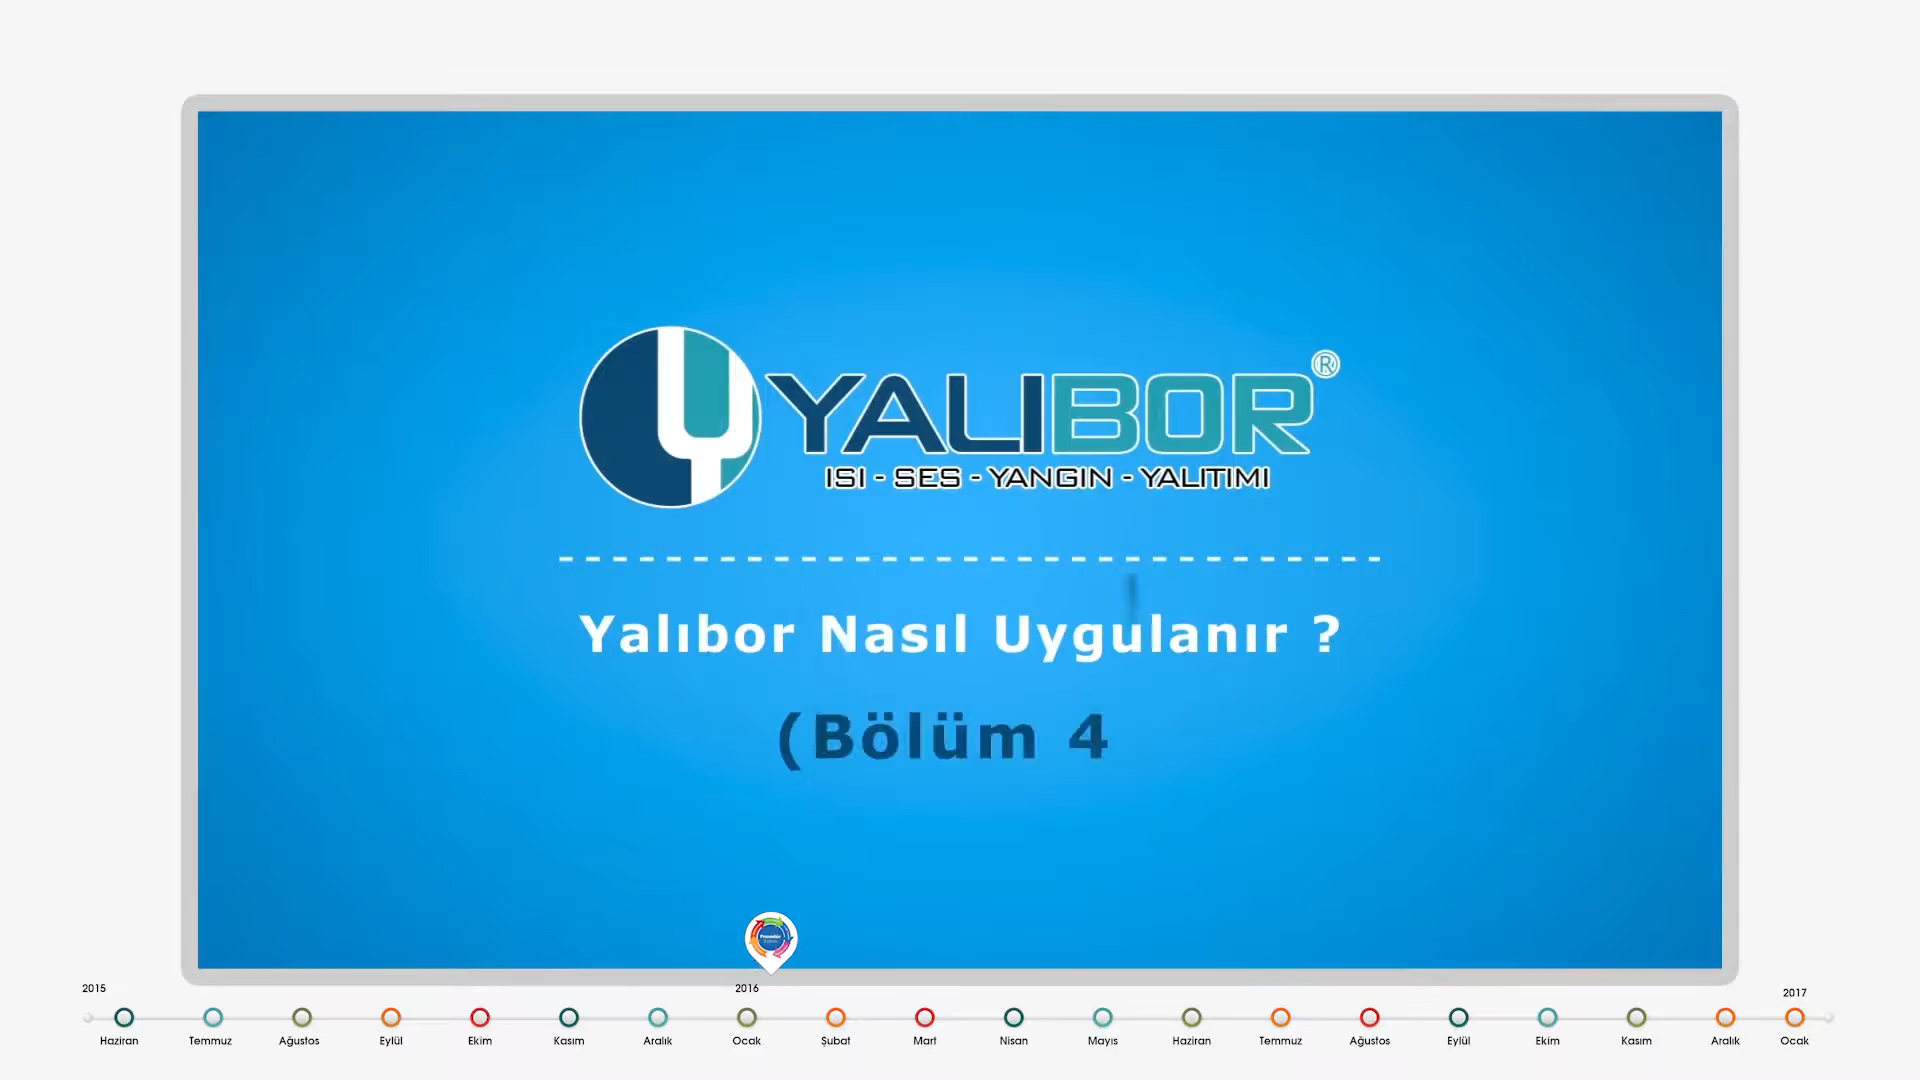 YALIBOR®
ISI - SES - YANGIN - YALITIMI
Yalıbor Nasıl Uygulanır ?
(Bölüm 4
2015 2016 2017
Haziran Temmuz Ağustos Eylül Ekim Kasım Aralık Ocak Şubat Mart Nisan Mayıs Haziran Temmuz Ağustos Eylül Ekim Kasım Aralık Ocak